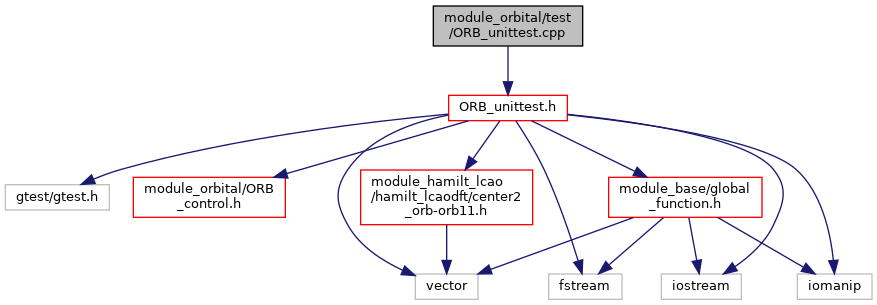 module_orbital/test
/ORB_unittest.cpp
ORB_unittest.h
gtest/gtest.h
module_orbital/ORB
_control.h
module_hamilt_lcao
/hamilt_lcaodft/center2
_orb-orb11.h
module_base/global
_function.h
vector
fstream
iostream
iomanip